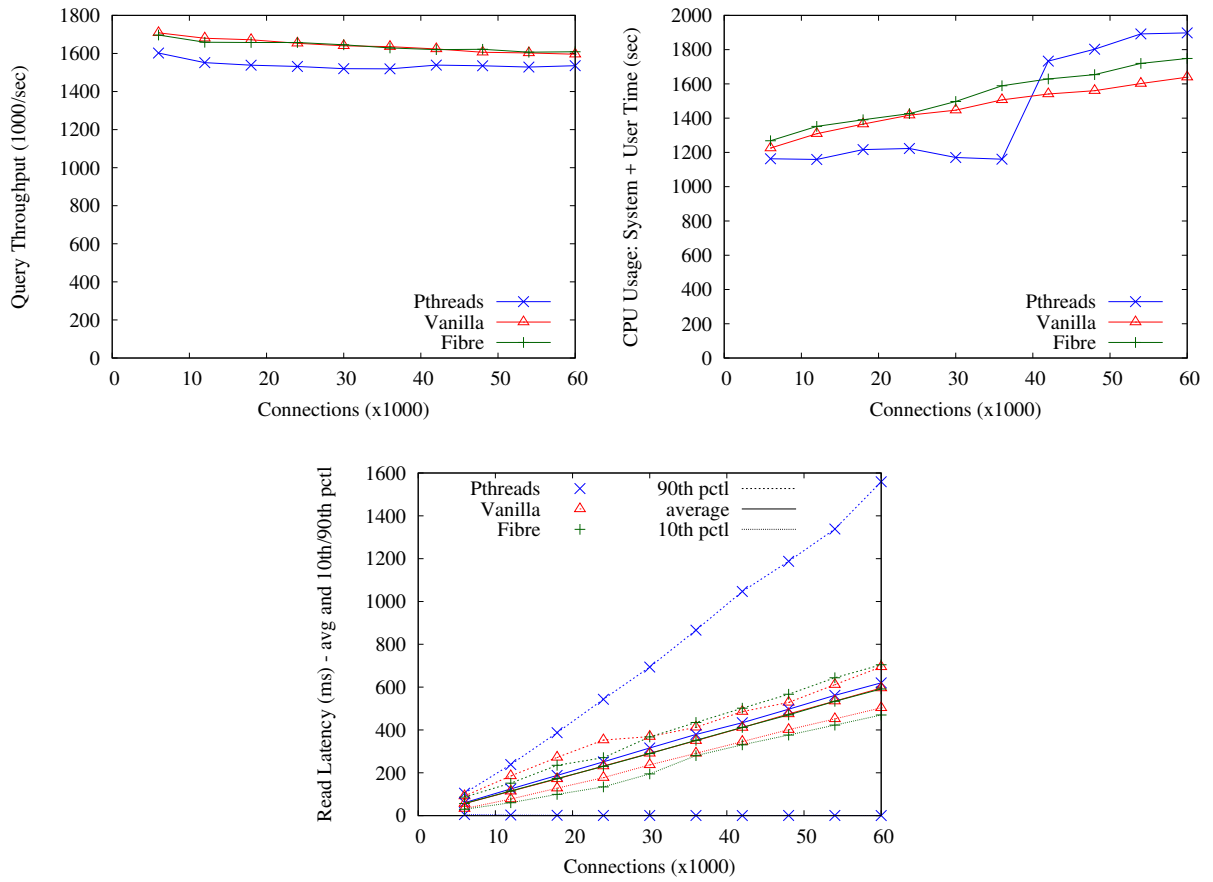 Query Throughput (1000/sec)
1800
1600
1400
1200
1000
800
600
400
200
0
Pthreads
Vanilla
Fibre
0 10 20 30 40 50 60
Connections (x1000)
CPU Usage: System + User Time (sec)
2000
1800
1600
1400
1200
1000
800
600
400
200
0
Pthreads
Vanilla
Fibre
0 10 20 30 40 50 60
Connections (x1000)
Read Latency (ms) - avg and 10th/90th pctl
1600
1400
1200
1000
800
600
400
200
0
Pthreads
Vanilla
Fibre
90th pctl
average
10th pctl
0 10 20 30 40 50 60
Connections (x1000)